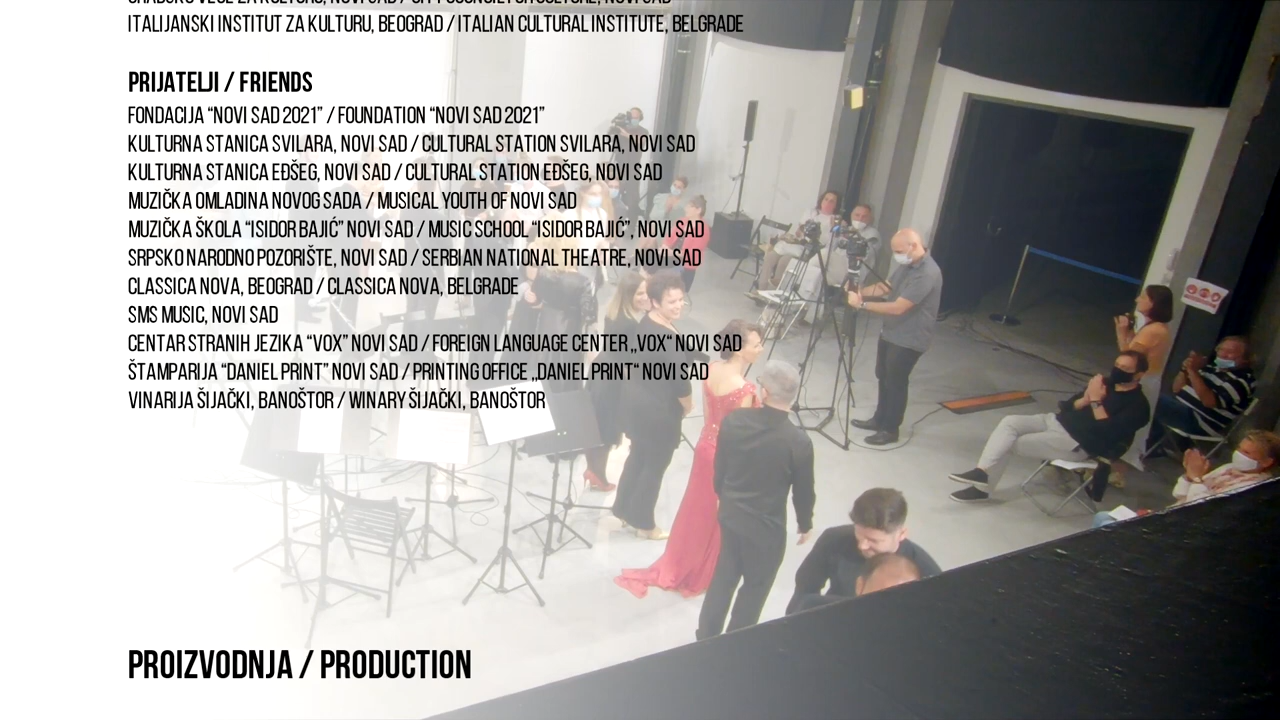 ITALIJANSKI INSTITUT ZA KULTURU, BEOGRAD / ITALIAN CULTURAL INSTITUTE, BELGRADE
PRIJATELJI / FRIENDS
FONDACIJA “NOVI SAD 2021” / FOUNDATION “NOVI SAD 2021”
KULTURNA STANICA SVILARA, NOVI SAD / CULTURAL STATION SVILARA, NOVI SAD
KULTURNA STANICA EĐŠEG, NOVI SAD / CULTURAL STATION EĐŠEG, NOVI SAD
MUZIČKA OMLADINA NOVOG SADA / MUSICAL YOUTH OF NOVI SAD
MUZIČKA ŠKOLA “ISIDOR BAJIĆ” NOVI SAD / MUSIC SCHOOL “ISIDOR BAJIĆ”, NOVI SAD
SRPSKO NARODNO POZORIŠTE, NOVI SAD / SERBIAN NATIONAL THEATRE, NOVI SAD
CLASSICA NOVA, BEOGRAD / CLASSICA NOVA, BELGRADE
SMS MUSIC, NOVI SAD
CENTAR STRANIH JEZIKA “VOX” NOVI SAD / FOREIGN LANGUAGE CENTER „VOX“ NOVI SAD
ŠTAMPARIJA “DANIEL PRINT” NOVI SAD / PRINTING OFFICE „DANIEL PRINT“ NOVI SAD
VINARIJA ŠIJAČKI, BANOŠTOR / WINARY ŠIJAČKI, BANOŠTOR
PROIZVODNJA / PRODUCTION